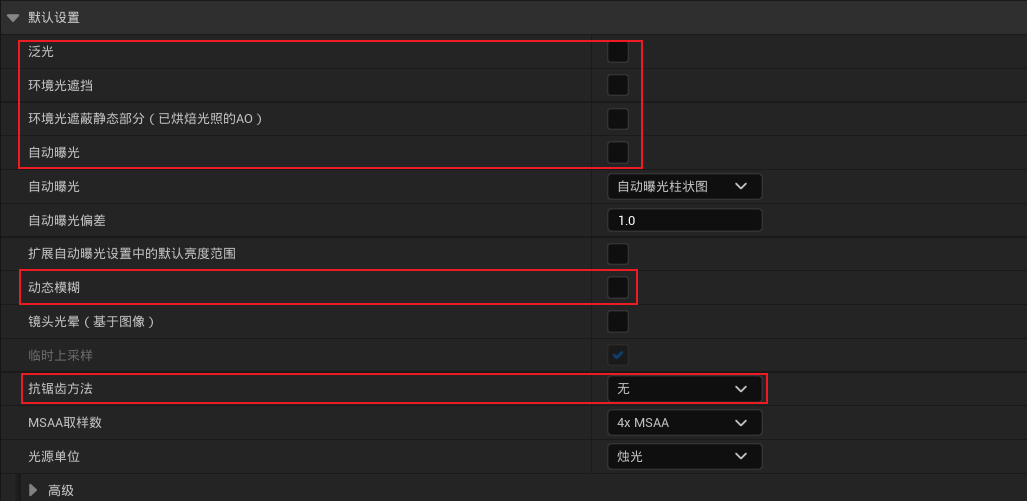 默认设置
泛光
环境光遮挡
环境光遮蔽静态部分（已烘焙光照的AO）
自动曝光
自动曝光 自动曝光柱状图
自动曝光偏差 1.0
扩展自动曝光设置中的默认亮度范围
动态模糊
镜头光晕（基于图像）
临时上采样
抗锯齿方法 无
MSAA取样数 4x MSAA
光源单位 烛光
高级